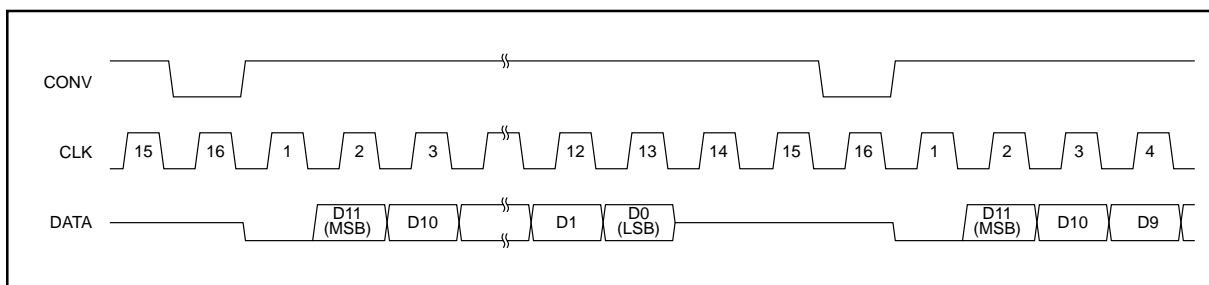 CONV
CLK 15 16 1 2 3 12 13 14 15 16 1 2 3 4
DATA D11 (MSB) D10 D1 D0 (LSB) D11 (MSB) D10 D9